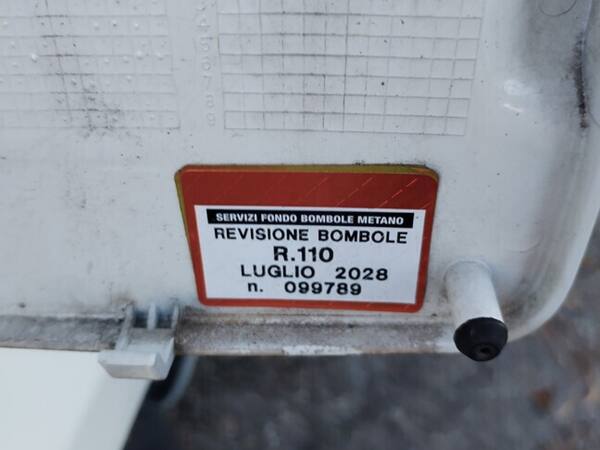 SERVIZI FONDO BOMBOLE METANO
REVISIONE BOMBOLE
R.110
LUGLIO 2028
n. 099789